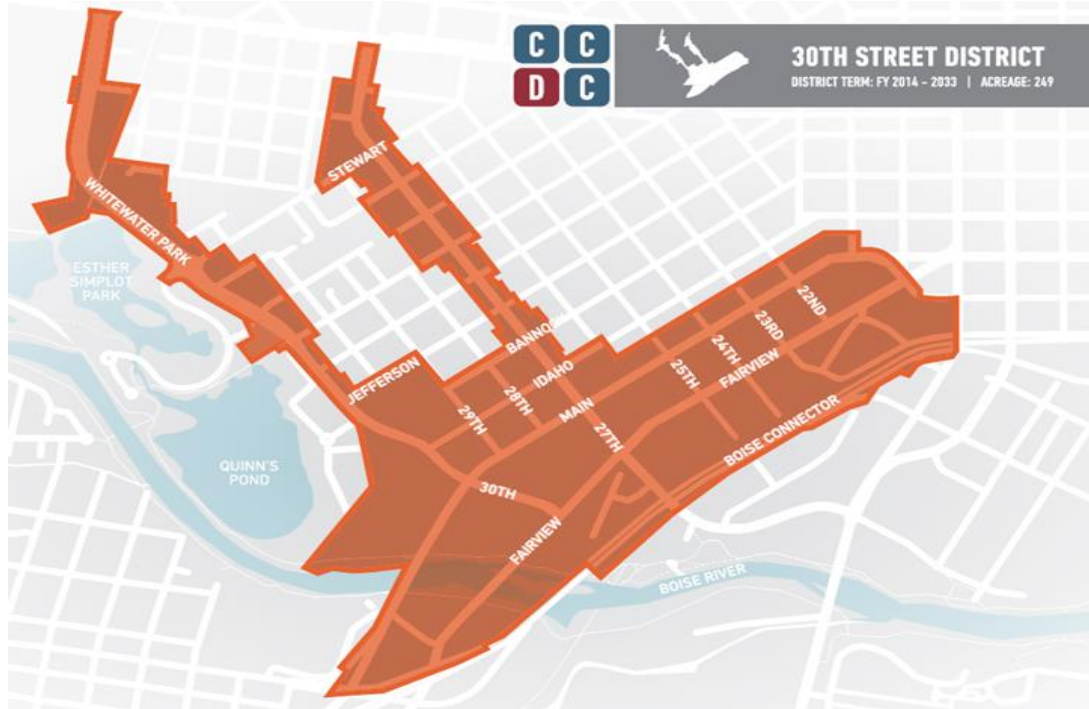 C C
D C
30TH STREET DISTRICT
DISTRICT TERM: FY 2014 – 2033 | ACREAGE: 249
STEWART
WHITEWATER PARK
ESTHER
SIMPLOT
PARK
22ND
23RD
BANNOCK
24TH
FAIRVIEW
JEFFERSON
IDAHO
25TH
28TH
MAIN
29TH
27TH
BOISE CONNECTOR
QUINN'S
POND
30TH
FAIRVIEW
BOISE RIVER